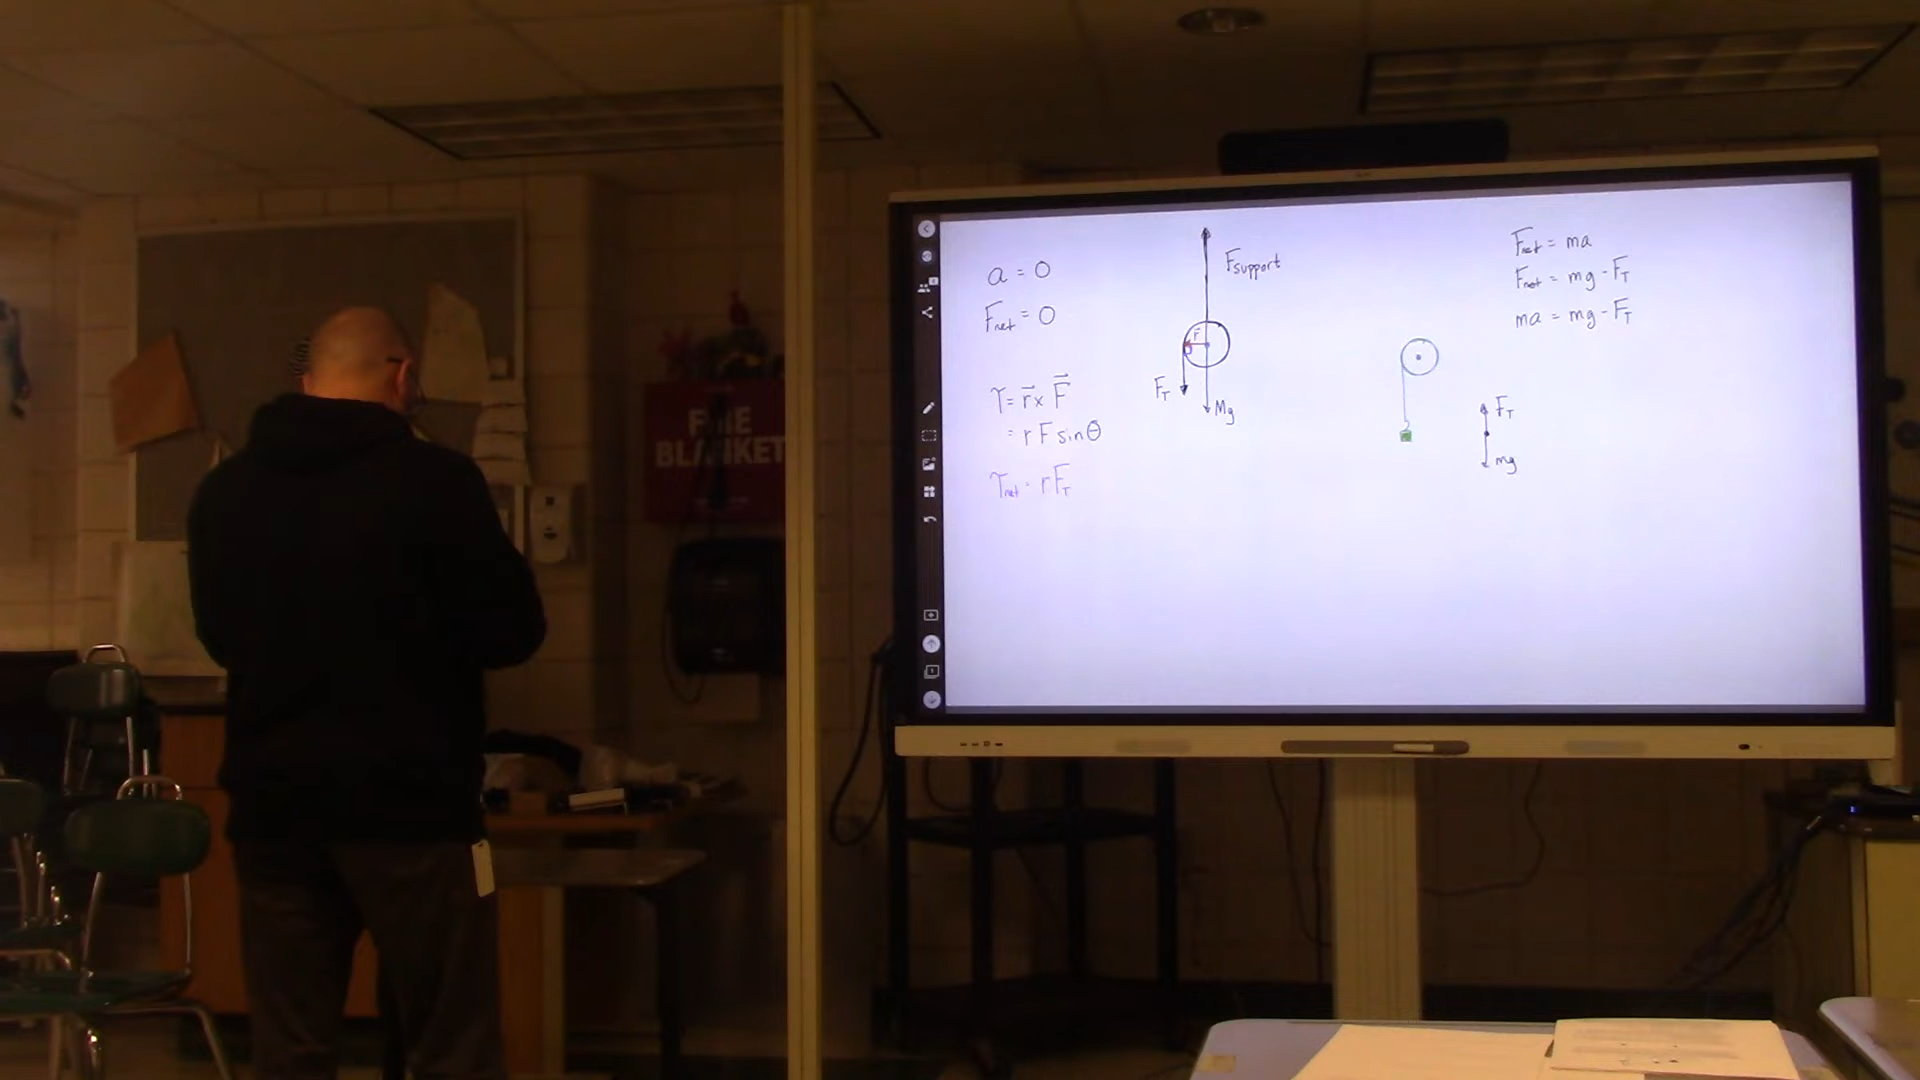 a = 0
Fnet = 0
τ = r⃗ x F⃗
= r F sin θ
τnet = rFT
Fsupport
r
FT
Mg
Fnet = ma
Fnet = mg - FT
ma = mg - FT
FT
mg
FIRE
BLANKET